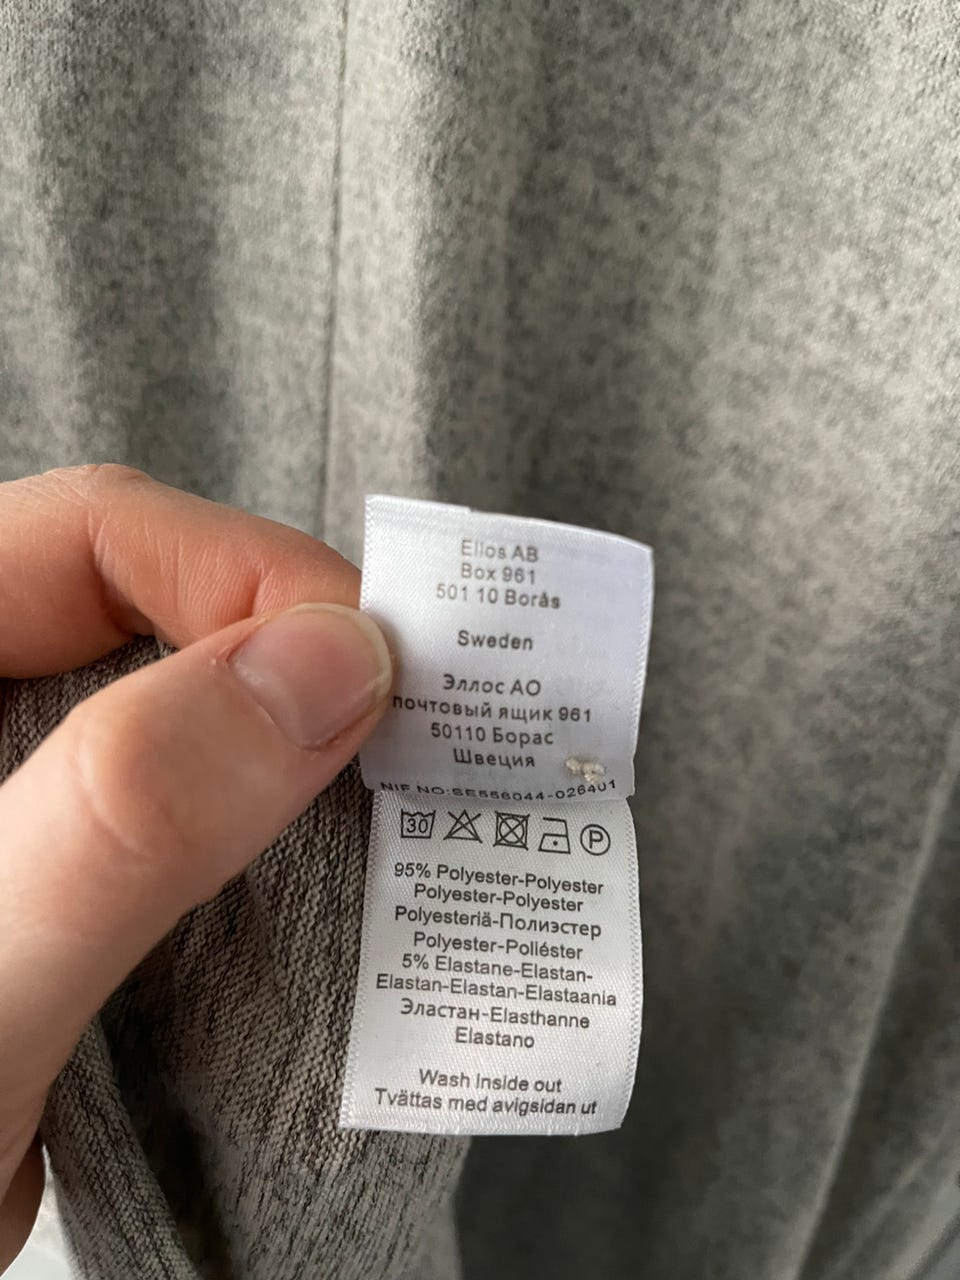 Ellos AB
Box 961
501 10 Borås
Sweden
Эллос АО
почтовый ящик 961
50110 Борас
Швеция
NIF NO:SE556044-026401
30 P
95% Polyester-Polyester
Polyester-Polyester
Polyesteriä-Полиэстер
Polyester-Poliéster
5% Elastane-Elastan-
Elastan-Elastan-Elastaania
Эластан-Elasthanne
Elastano
Wash Inside out
Tvättas med avigsidan ut